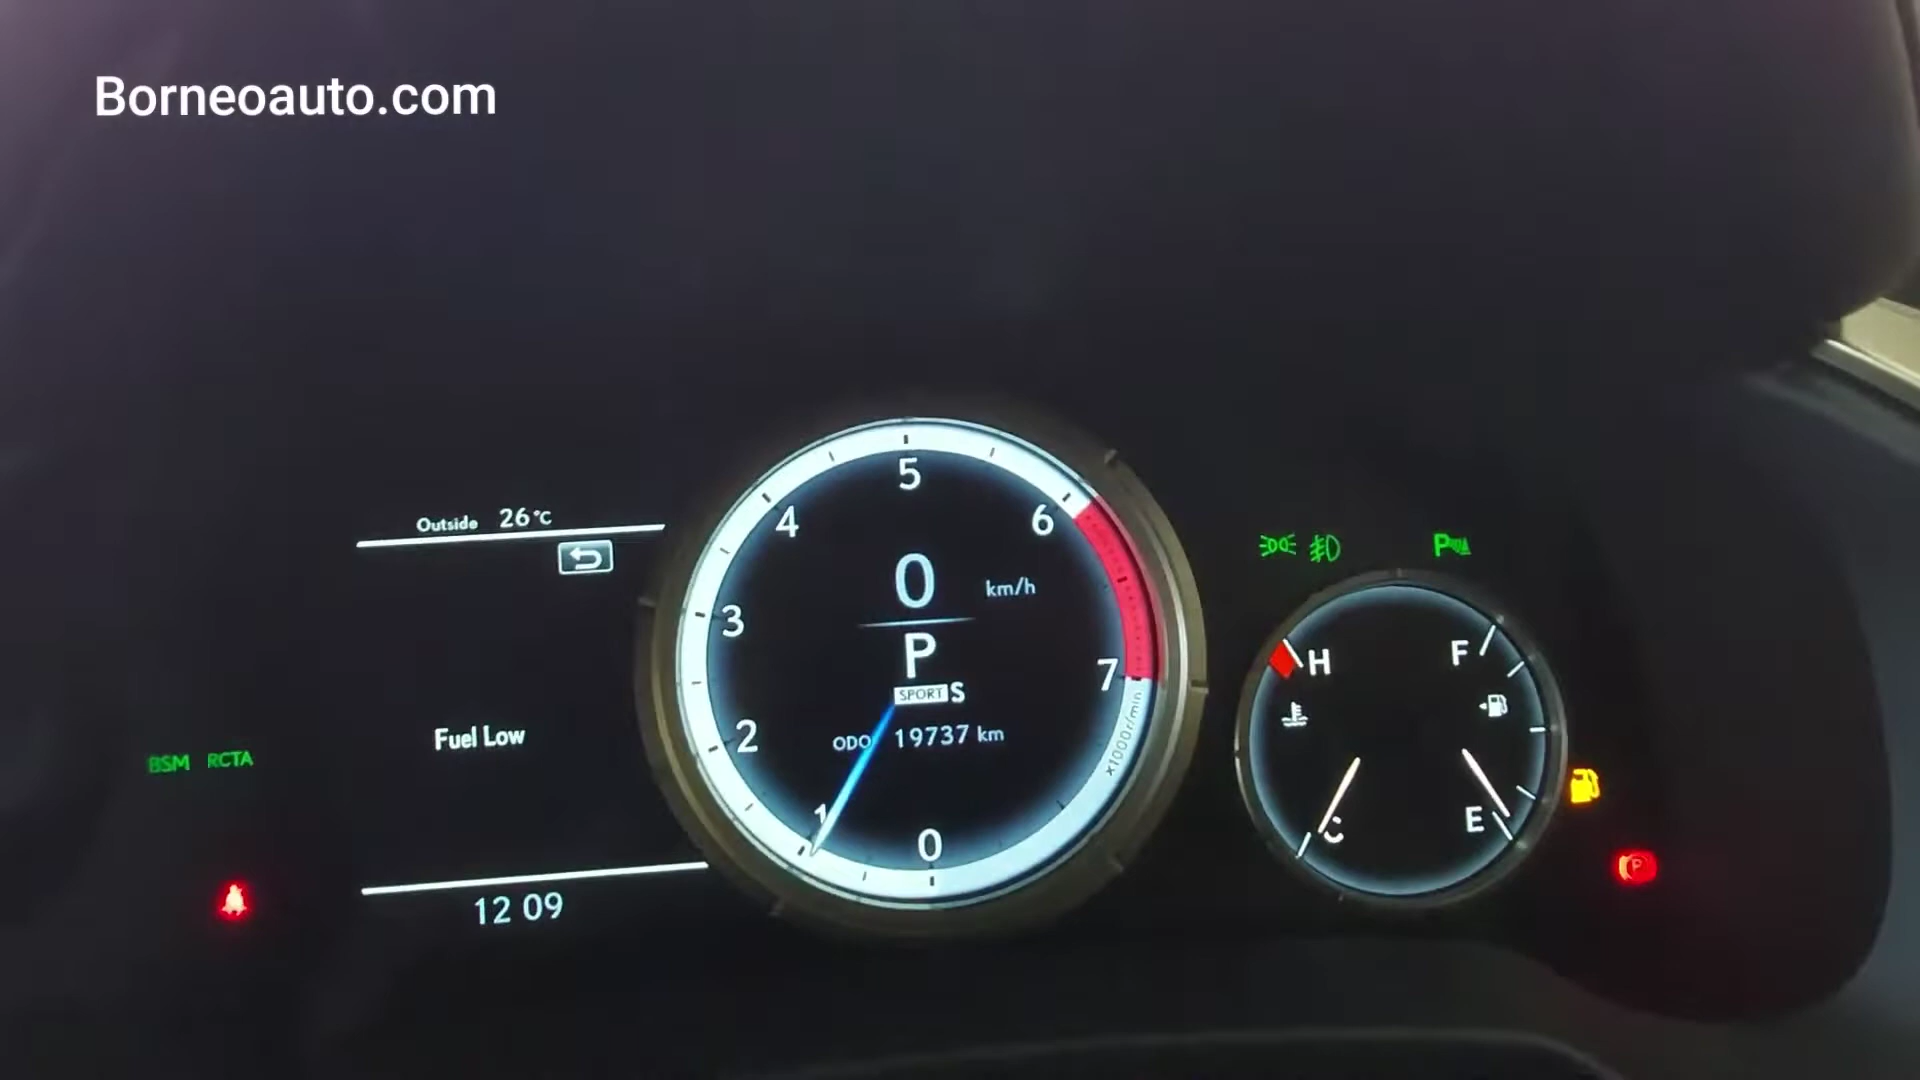 Borneoauto.com
Outside 26°C
Fuel Low
12 09
BSM RCTA
5
4
6
3
7
2
1
0
x1000r/min
0 km/h
P
SPORT S
ODO 19737 km
H
F
C
E
P
P